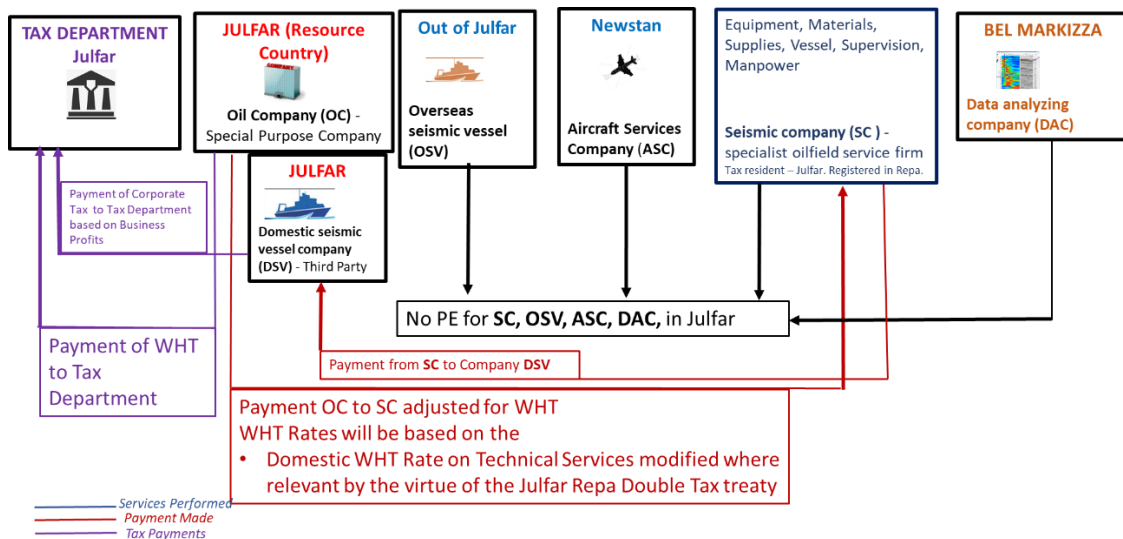 TAX DEPARTMENT
Julfar
JULFAR (Resource
Country)
COMPANY
Oil Company (OC) -
Special Purpose Company
Out of Julfar
Overseas
seismic vessel
(OSV)
Newstan
Aircraft Services
Company (ASC)
Equipment, Materials,
Supplies, Vessel, Supervision,
Manpower
Seismic company (SC ) -
specialist oilfield service firm
Tax resident – Julfar. Registered in Repa.
BEL MARKIZZA
Data analyzing
company (DAC)
JULFAR
Domestic seismic
vessel company
(DSV) - Third Party
Payment of Corporate
Tax to Tax Department
based on Business
Profits
No PE for SC, OSV, ASC, DAC, in Julfar
Payment of WHT
to Tax
Department
Payment from SC to Company DSV
Payment OC to SC adjusted for WHT
WHT Rates will be based on the
• Domestic WHT Rate on Technical Services modified where
relevant by the virtue of the Julfar Repa Double Tax treaty
Services Performed
Payment Made
Tax Payments